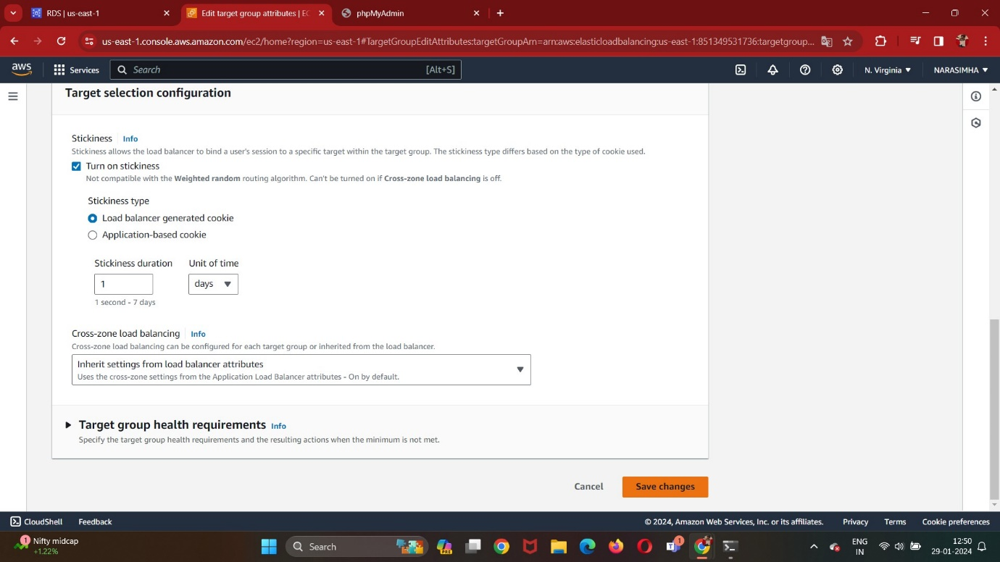 RDS | us-east-1
Edit target group attributes | EC
phpMyAdmin
us-east-1.console.aws.amazon.com/ec2/home?region=us-east-1#TargetGroupEditAttributes:targetGroupArn=arn:aws:elasticloadbalancing:us-east-1:851349531736:targetgroup...
aws
Services
Search
[Alt+S]
N. Virginia
NARASIMHA
Target selection configuration
Stickiness
Info
Stickiness allows the load balancer to bind a user's session to a specific target within the target group. The stickiness type differs based on the type of cookie used.
Turn on stickiness
Not compatible with the Weighted random routing algorithm. Can't be turned on if Cross-zone load balancing is off.
Stickiness type
Load balancer generated cookie
Application-based cookie
Stickiness duration
Unit of time
1
days
1 second - 7 days
Cross-zone load balancing
Info
Cross-zone load balancing can be configured for each target group or inherited from the load balancer.
Inherit settings from load balancer attributes
Uses the cross-zone settings from the Application Load Balancer attributes - On by default.
Target group health requirements
Info
Specify the target group health requirements and the resulting actions when the minimum is not met.
Cancel
Save changes
CloudShell
Feedback
© 2024, Amazon Web Services, Inc. or its affiliates.
Privacy
Terms
Cookie preferences
1
Nifty midcap
+1.22%
Search
PRE
1
ENG
IN
12:50
29-01-2024